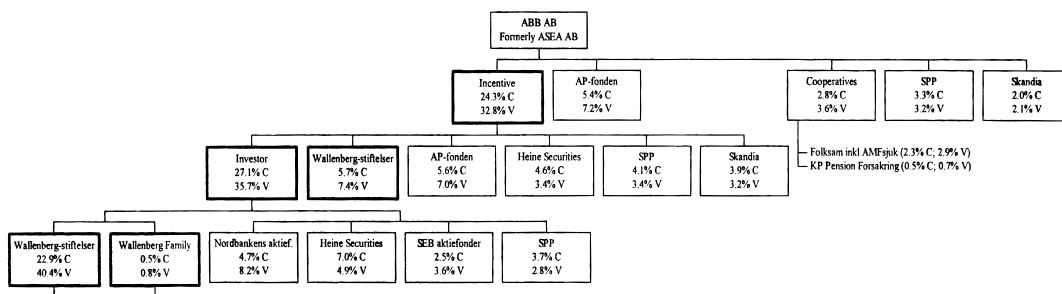 ABB AB
Formerly ASEA AB
Incentive
24.3% C
32.8% V
AP-fonden
5.4% C
7.2% V
Cooperatives
2.8% C
3.6% V
SPP
3.3% C
3.2% V
Skandia
2.0% C
2.1% V
Folksam inkl AMFsjuk (2.3% C; 2.9% V)
KP Pension Forsakring (0.5% C; 0.7% V)
Investor
27.1% C
35.7% V
Wallenberg-stiftelser
5.7% C
7.4% V
AP-fonden
5.6% C
7.0% V
Heine Securities
4.6% C
3.4% V
SPP
4.1% C
3.4% V
Skandia
3.9% C
3.2% V
Wallenberg-stiftelser
22.9% C
40.4% V
Wallenberg Family
0.5% C
0.8% V
Nordbankens aktief.
4.7% C
8.2% V
Heine Securities
7.0% C
4.9% V
SEB aktiefonder
2.5% C
3.6% V
SPP
3.7% C
2.8% V